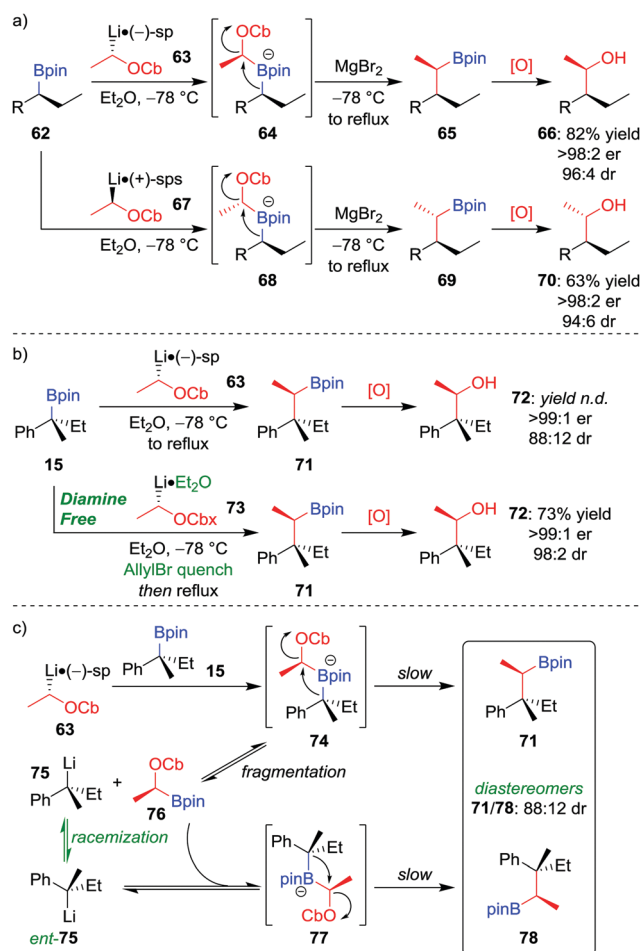 a)
Li•(−)-sp
OCb
63
Et2O, −78 °C
Bpin
R
62
OCb
⊖
Bpin
R
64
MgBr2
−78 °C
to reflux
Bpin
R
65
[O]
OH
R
66: 82% yield
>98:2 er
96:4 dr
Li•(+)-sps
OCb
67
Et2O, −78 °C
OCb
⊖
Bpin
R
68
MgBr2
−78 °C
to reflux
Bpin
R
69
[O]
OH
R
70: 63% yield
>98:2 er
94:6 dr
b)
Bpin
Et
Ph
15
Li•(−)-sp
OCb
63
Et2O, −78 °C
to reflux
Bpin
Et
Ph
71
[O]
OH
Et
Ph
72: yield n.d.
>99:1 er
88:12 dr
Diamine
Free
Li•Et2O
OCbx
73
Et2O, −78 °C
AllylBr quench
then reflux
Bpin
Et
Ph
71
[O]
OH
Et
Ph
72: 73% yield
>99:1 er
98:2 dr
c)
Li•(−)-sp
OCb
63
Bpin
Et
Ph
15
OCb
⊖
Bpin
Et
Ph
74
slow
Bpin
Et
Ph
71
75
Li
Et
Ph
+
OCb
Bpin
76
fragmentation
racemization
diastereomers
71/78: 88:12 dr
Ph
Et
Li
ent-75
Ph
Et
pinB
⊖
CbO
77
slow
Ph
Et
pinB
78